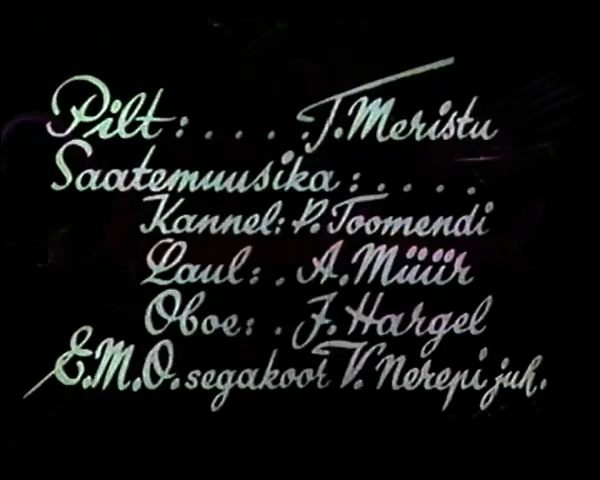 Pilt: . . . . T. Meristu
Saatemuusika: . . . .
Kannel: P. Toomendi
Laul: . A. Müür
Oboe: . J. Hargel
E.M.O. segakoor V. Nerepi juh.